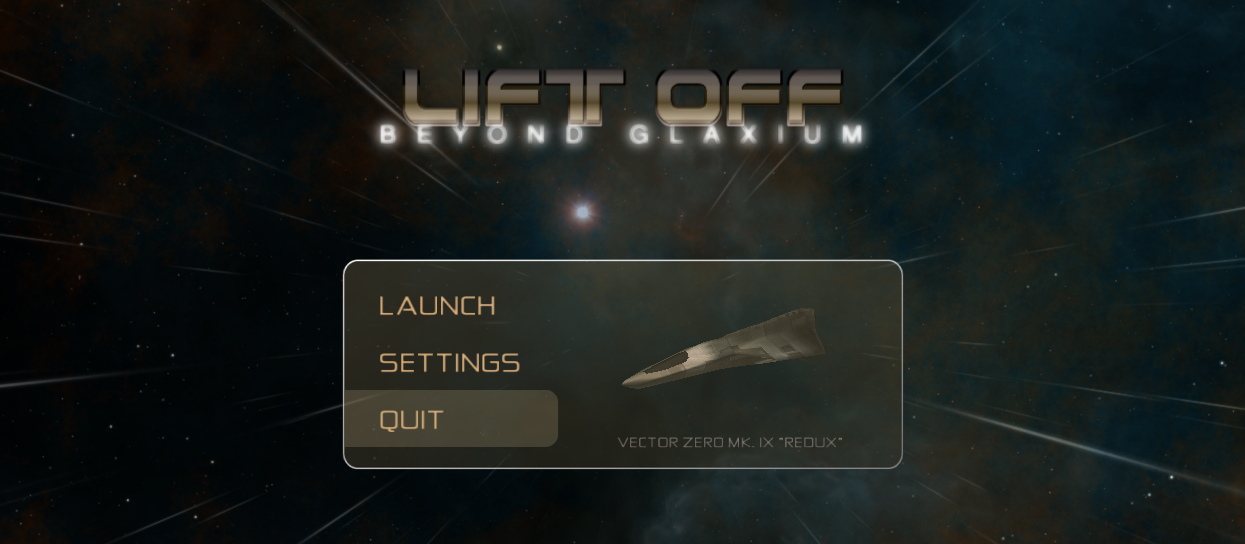 LIFT OFF
BEYOND GLAXIUM
LAUNCH
SETTINGS
QUIT
VECTOR ZERO MK. IX "REDUX"